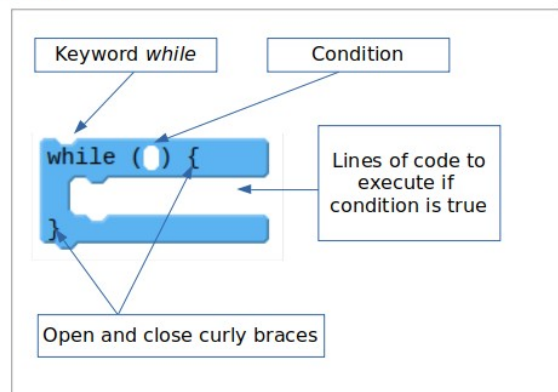 Keyword while
Condition
while ( ) {
Lines of code to
execute if
condition is true
}
Open and close curly braces